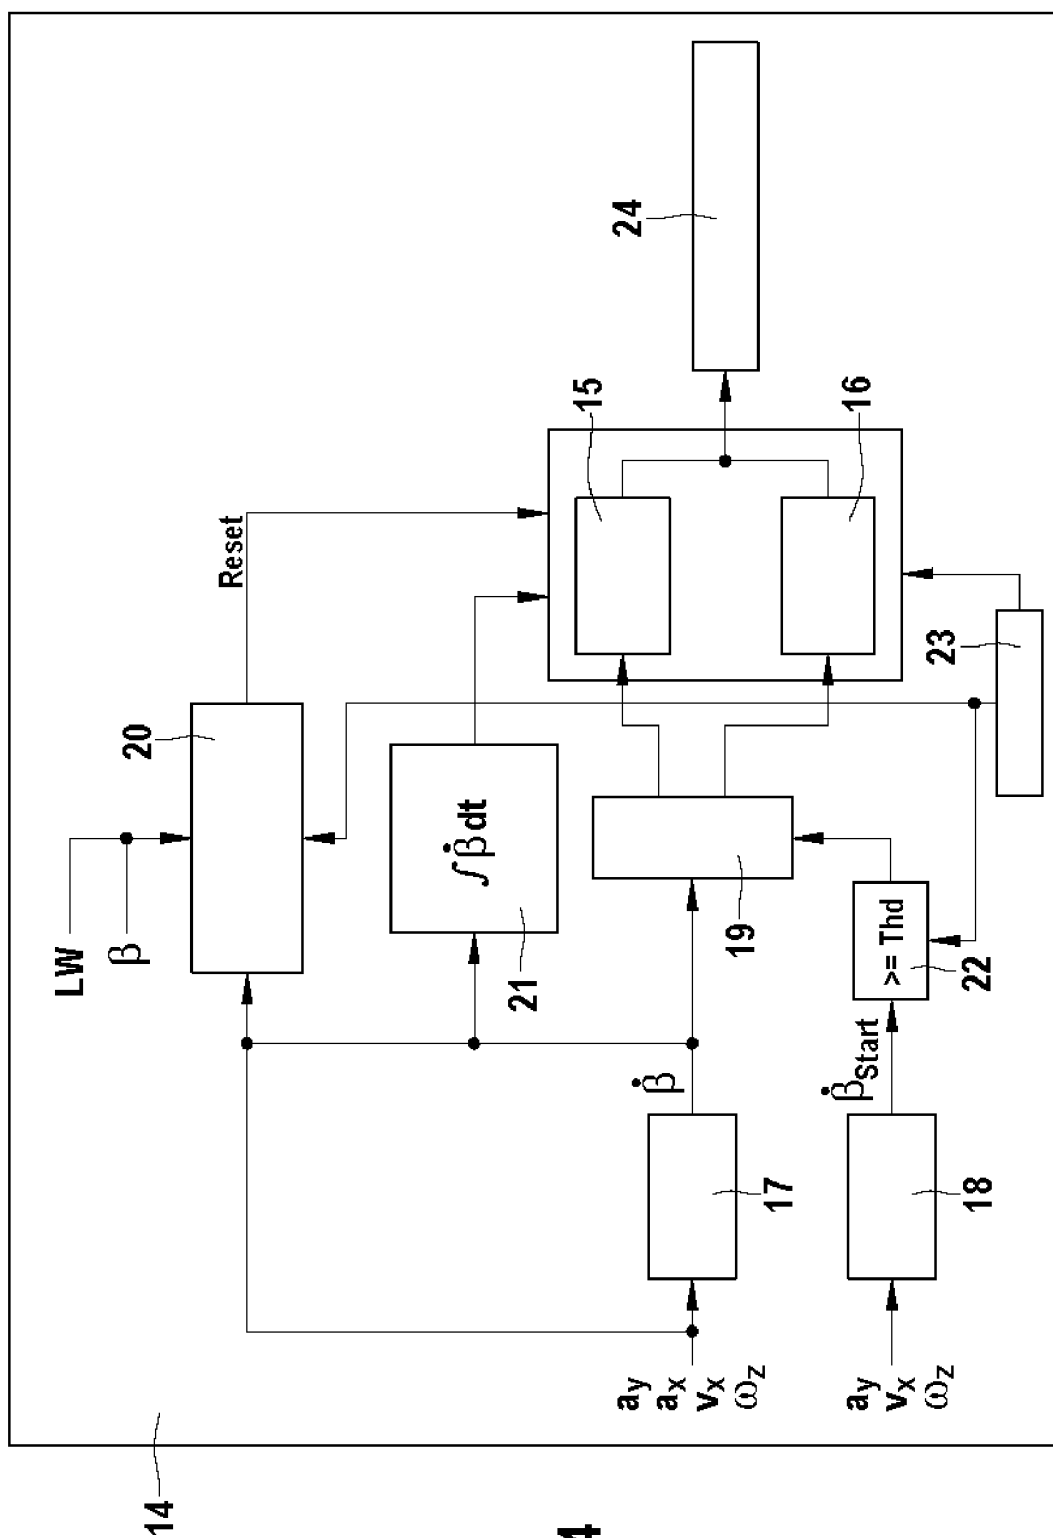 14
LW
β
20
Reset
∫β̇dt
21
β̇
17
a_y
a_x
v_x
ω_z
19
15
16
24
β̇_Start
>= Thd
22
23
18
a_y
v_x
ω_z